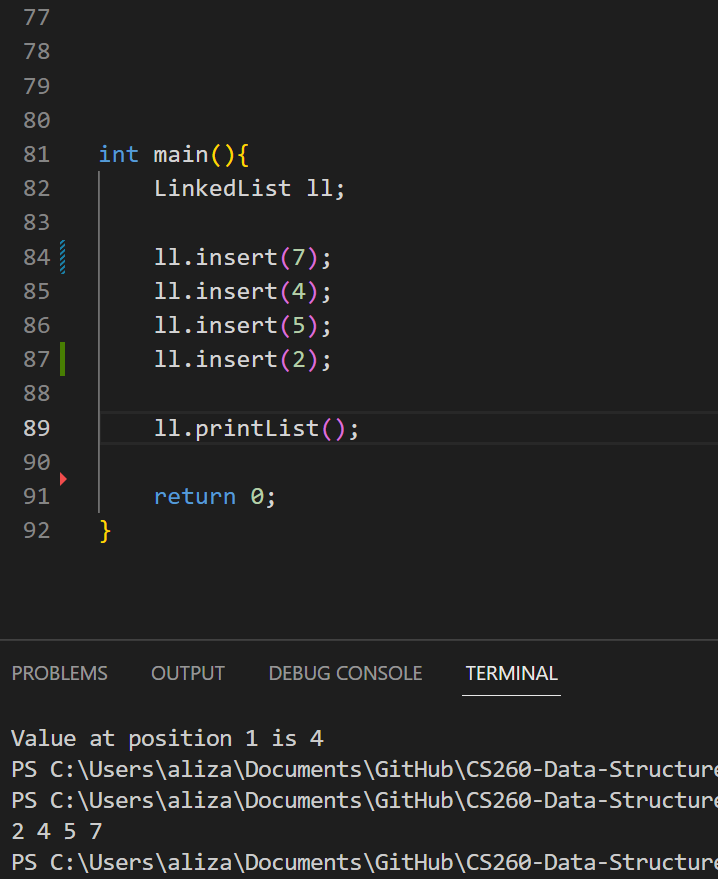 77
78
79
80
81 int main(){
82 LinkedList ll;
83
84 ll.insert(7);
85 ll.insert(4);
86 ll.insert(5);
87 ll.insert(2);
88
89 ll.printList();
90
91 return 0;
92 }
PROBLEMS OUTPUT DEBUG CONSOLE TERMINAL
Value at position 1 is 4
PS C:\Users\aliza\Documents\GitHub\CS260-Data-Structure
PS C:\Users\aliza\Documents\GitHub\CS260-Data-Structure
2 4 5 7
PS C:\Users\aliza\Documents\GitHub\CS260-Data-Structure